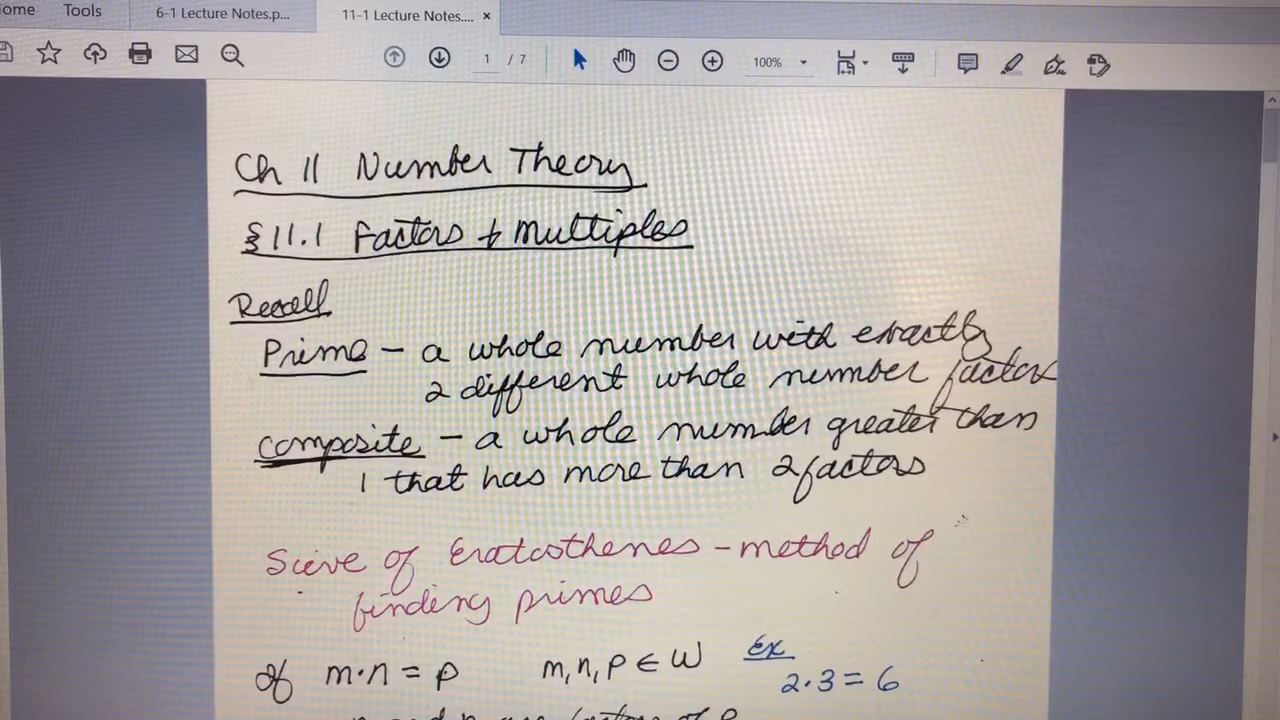 ome Tools 6-1 Lecture Notes.p... 11-1 Lecture Notes.... ×
1 / 7 100%
Ch 11 Number Theory
§11.1 Factors + Multiples
Recall
Prime - a whole number with exactly
2 different whole number factors
Composite - a whole number greater than
1 that has more than 2 factors
Sieve of Eratosthenes - method of
finding primes
If m·n = p m, n, p ∈ W Ex
2·3 = 6